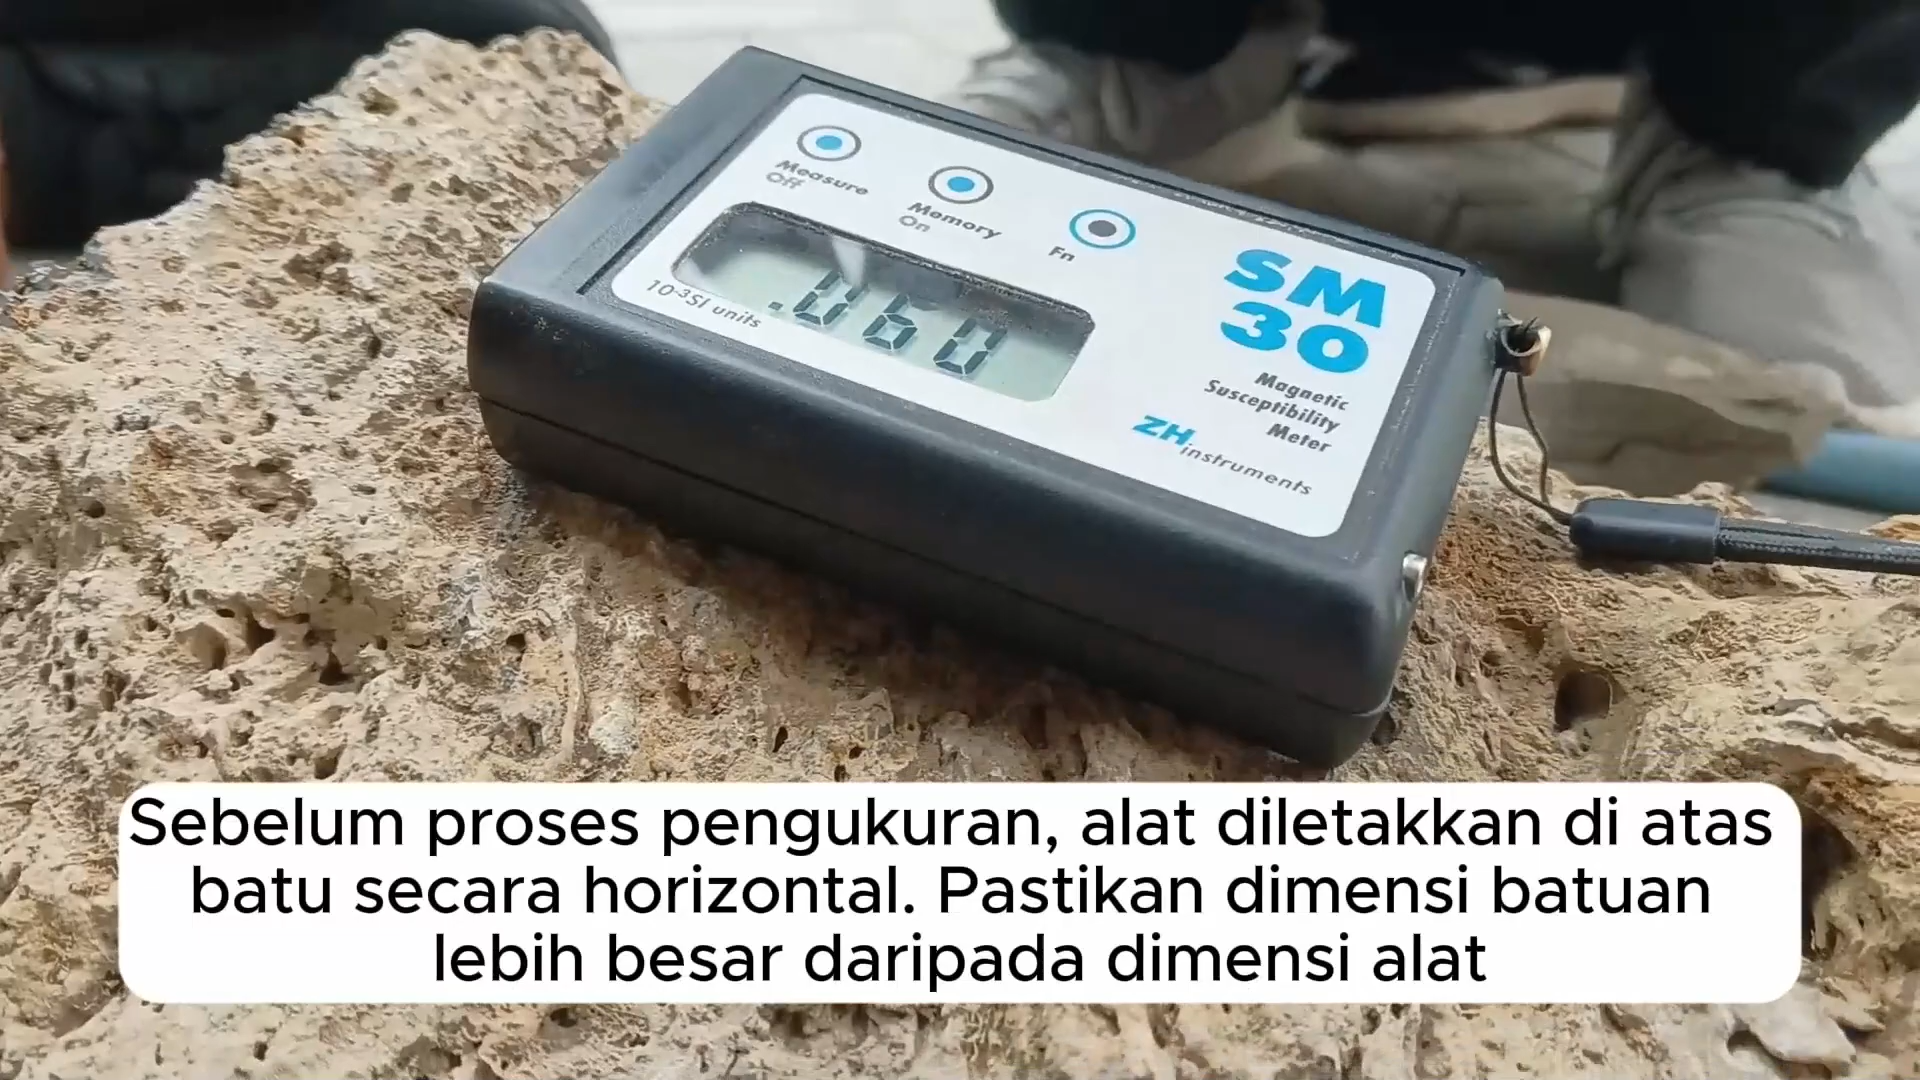 Measure
Off
Memory
On
Fn
.060
10-3SI units
SM
30
Magnetic
Susceptibility
Meter
ZH instruments
Sebelum proses pengukuran, alat diletakkan di atas
batu secara horizontal. Pastikan dimensi batuan
lebih besar daripada dimensi alat